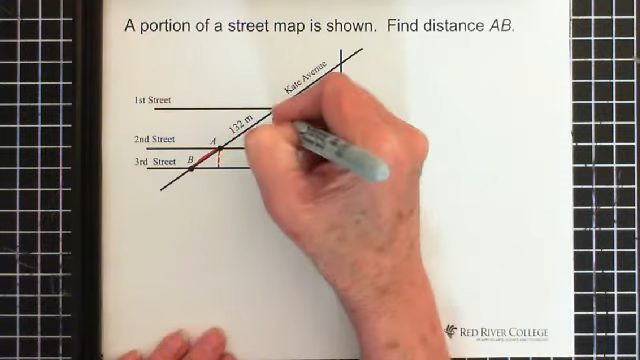 A portion of a street map is shown. Find distance AB.
Kate Avenue
1st Street
132 m
2nd Street
A
3rd Street
B
RED RIVER COLLEGE